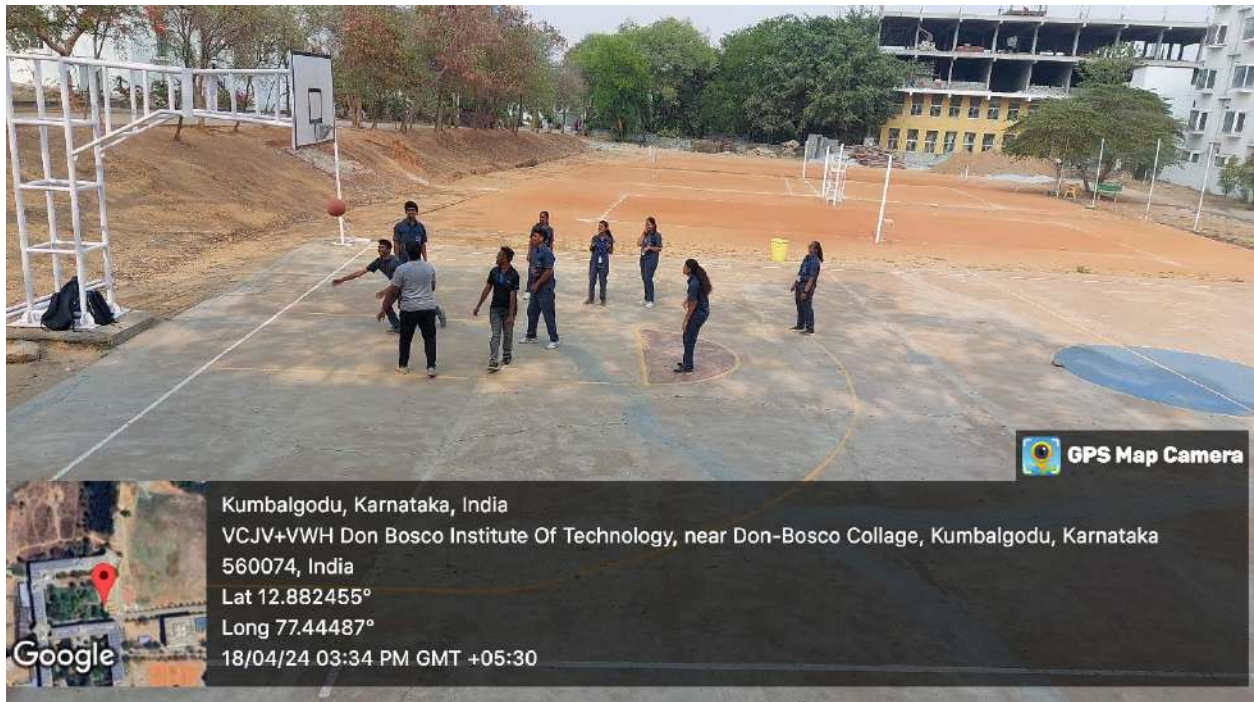 GPS Map Camera
Kumbalgodu, Karnataka, India
VCJV+VWH Don Bosco Institute Of Technology, near Don-Bosco Collage, Kumbalgodu, Karnataka
560074, India
Lat 12.882455°
Long 77.44487°
18/04/24 03:34 PM GMT +05:30
Google